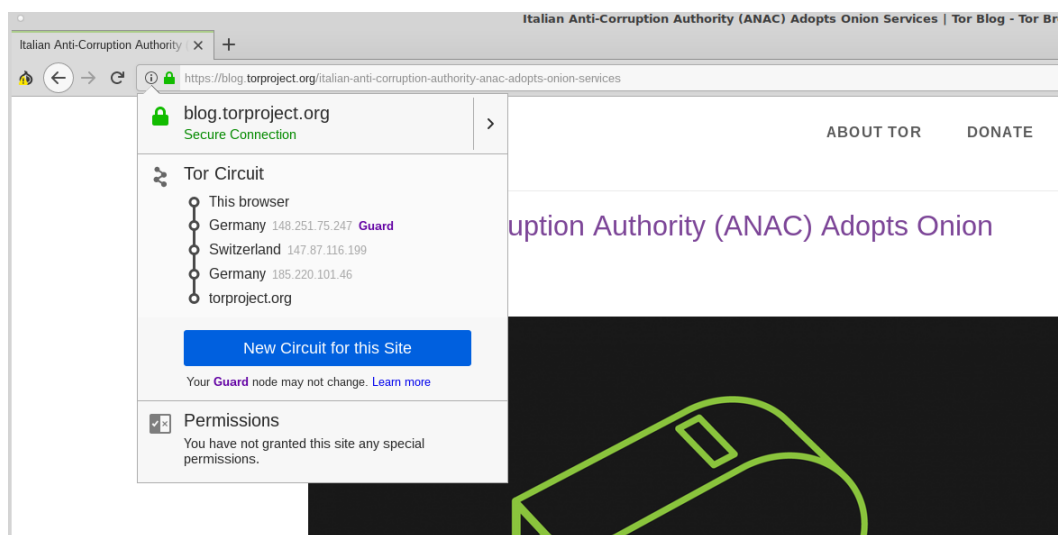 Italian Anti-Corruption Authority (ANAC) Adopts Onion Services | Tor Blog - Tor Br
Italian Anti-Corruption Authority
https://blog.torproject.org/italian-anti-corruption-authority-anac-adopts-onion-services
blog.torproject.org
Secure Connection
ABOUT TOR DONATE
Tor Circuit
This browser
Germany 148.251.75.247 Guard
uption Authority (ANAC) Adopts Onion
Switzerland 147.87.116.199
Germany 185.220.101.46
torproject.org
New Circuit for this Site
Your Guard node may not change. Learn more
Permissions
You have not granted this site any special
permissions.